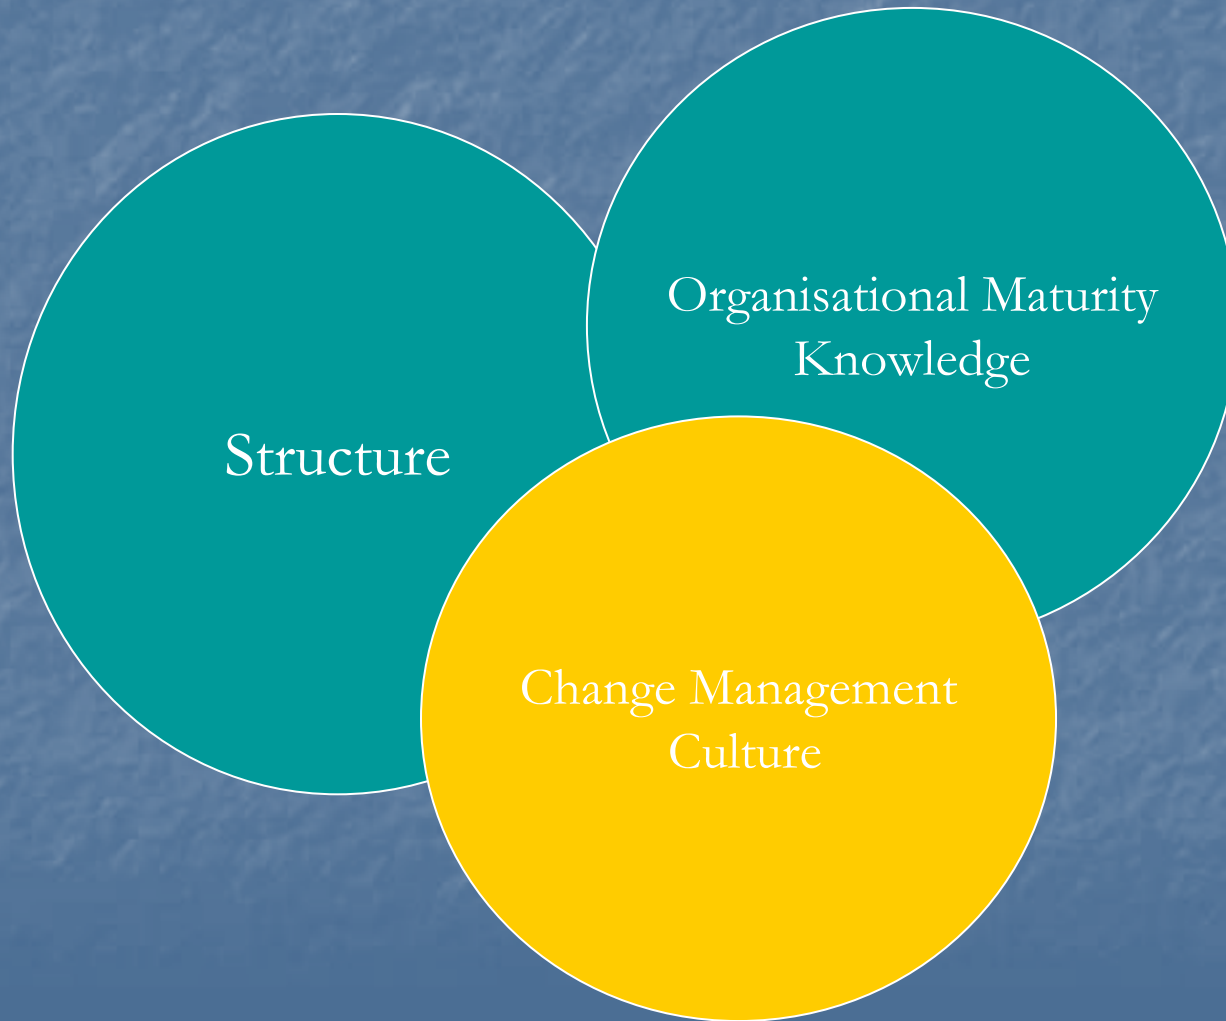 Organisational Maturity
Knowledge
Structure
Change Management
Culture